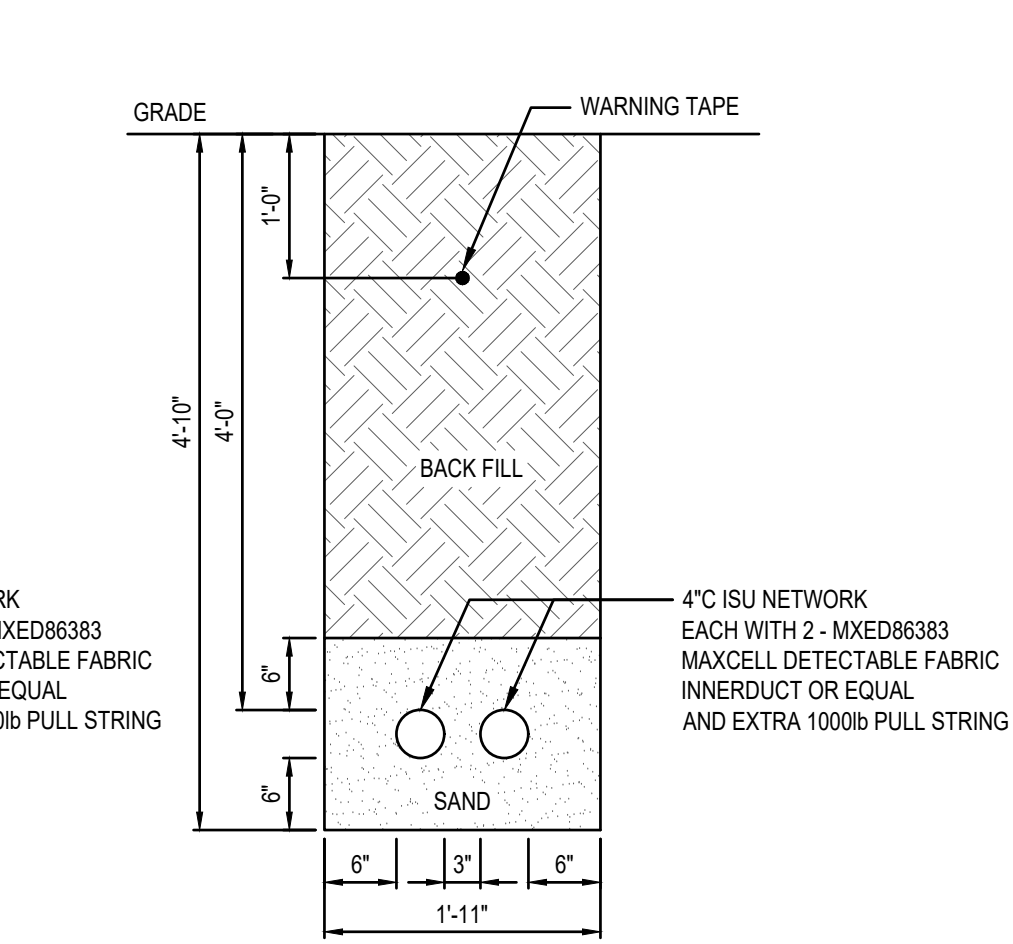 GRADE
WARNING TAPE
1'-0"
4'-10"
4'-0"
BACK FILL
RK
MXED86383
CTABLE FABRIC
EQUAL
0lb PULL STRING
4"C ISU NETWORK
EACH WITH 2 - MXED86383
MAXCELL DETECTABLE FABRIC
INNERDUCT OR EQUAL
AND EXTRA 1000lb PULL STRING
6"
6"
SAND
6"
3"
6"
1'-11"